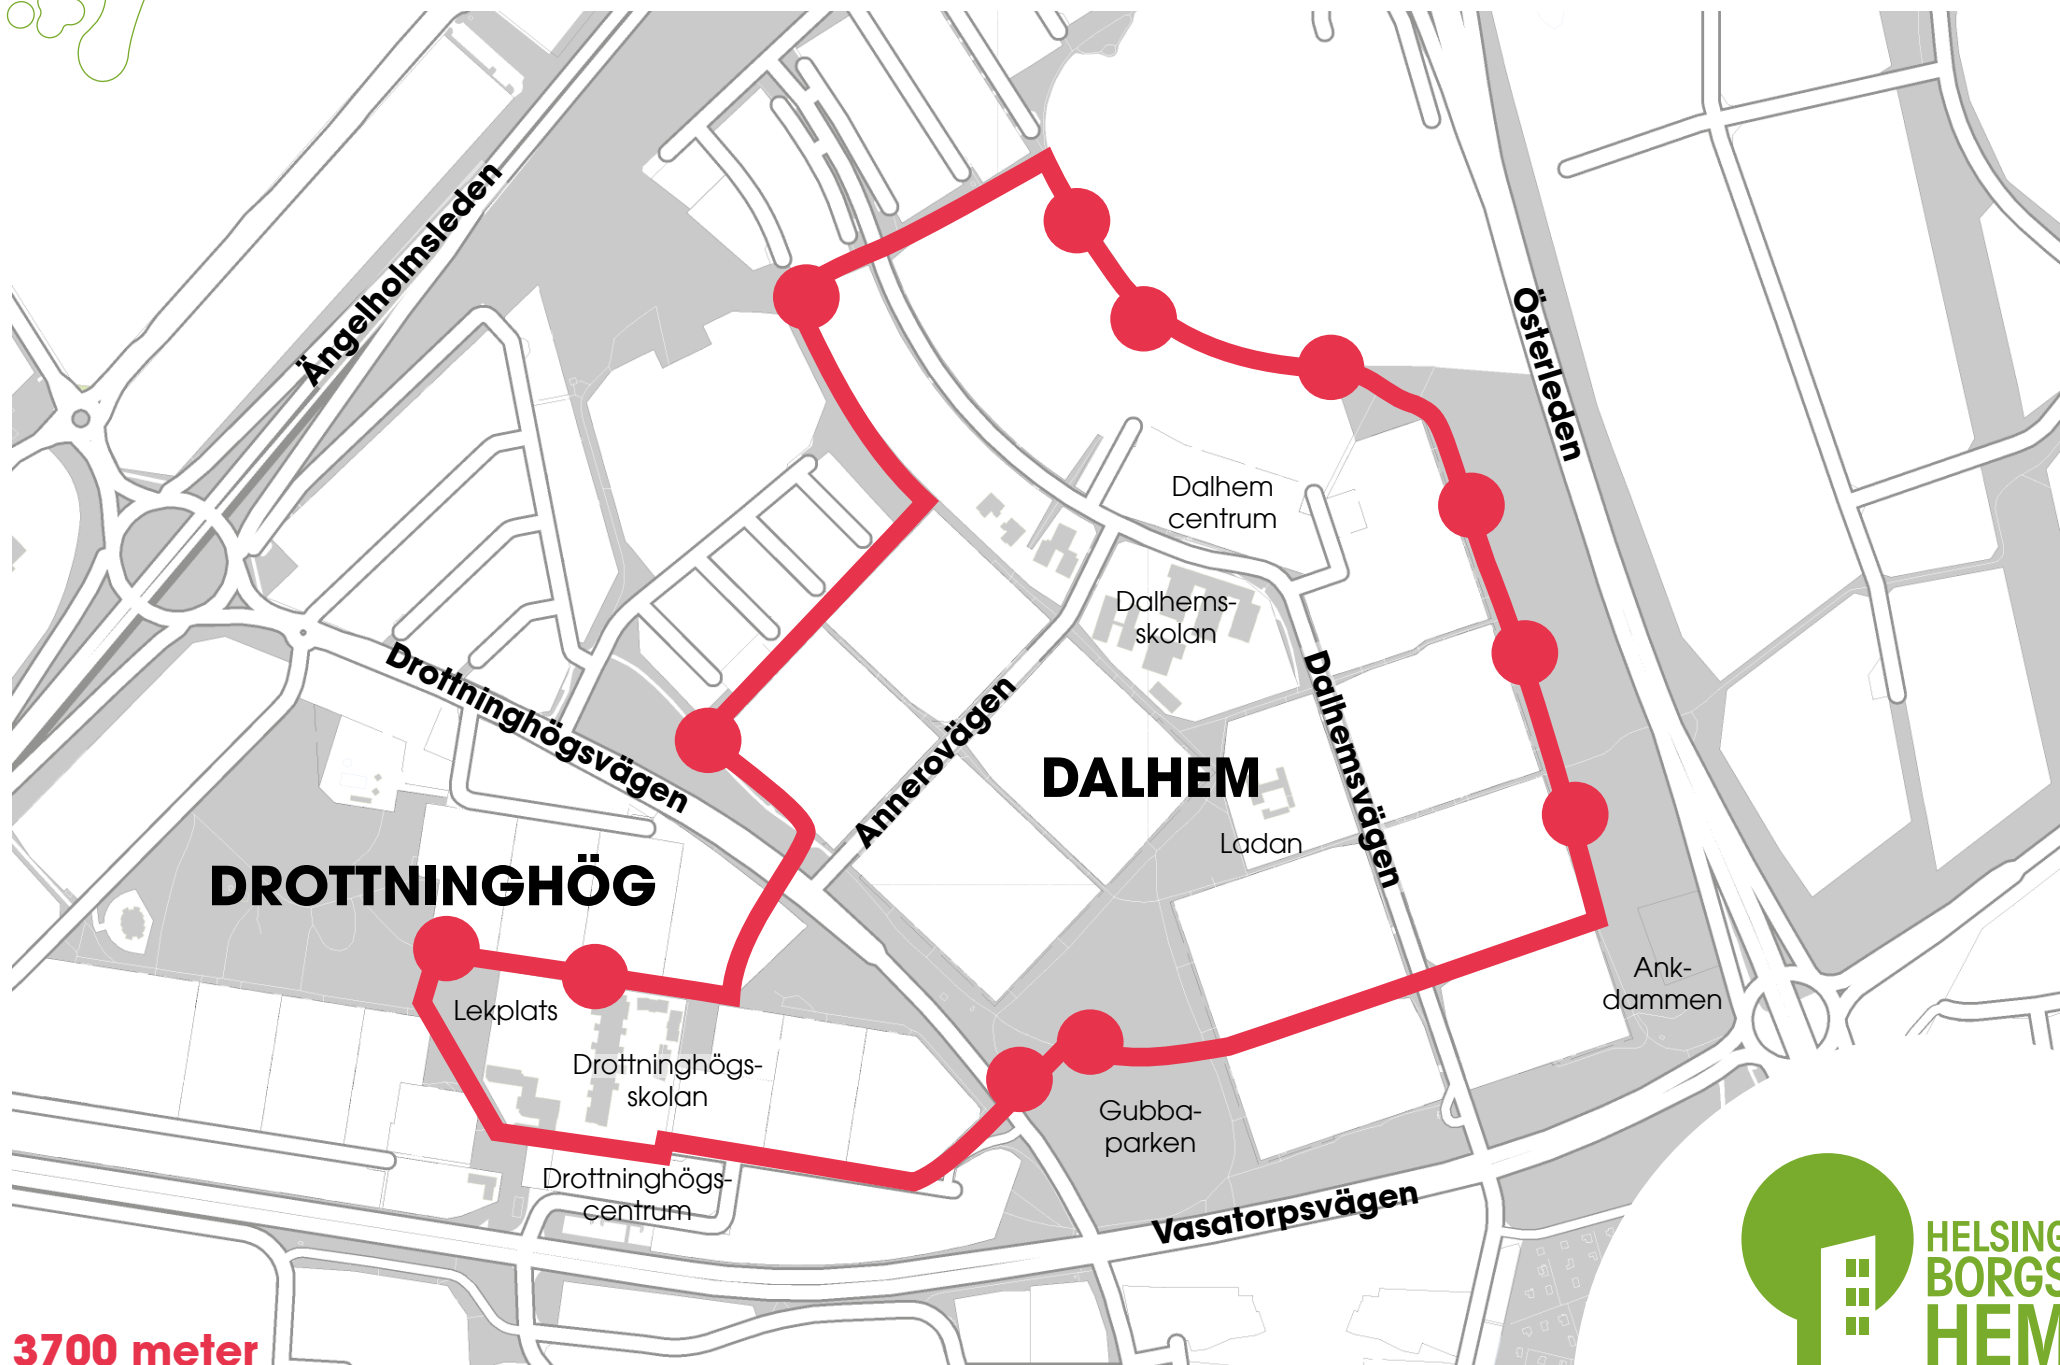 Ängelholmsleden
Österleden
Dalhem
centrum
Dalhems-
skolan
Drottninghögsvägen
Annerovägen
DALHEM
Dalhemsvägen
Ladan
DROTTNINGHÖG
Ank-
dammen
Lekplats
Drottninghögs-
skolan
Gubba-
parken
Drottninghögs-
centrum
Vasatorpsvägen
HELSING
BORGS
HEM
3700 meter